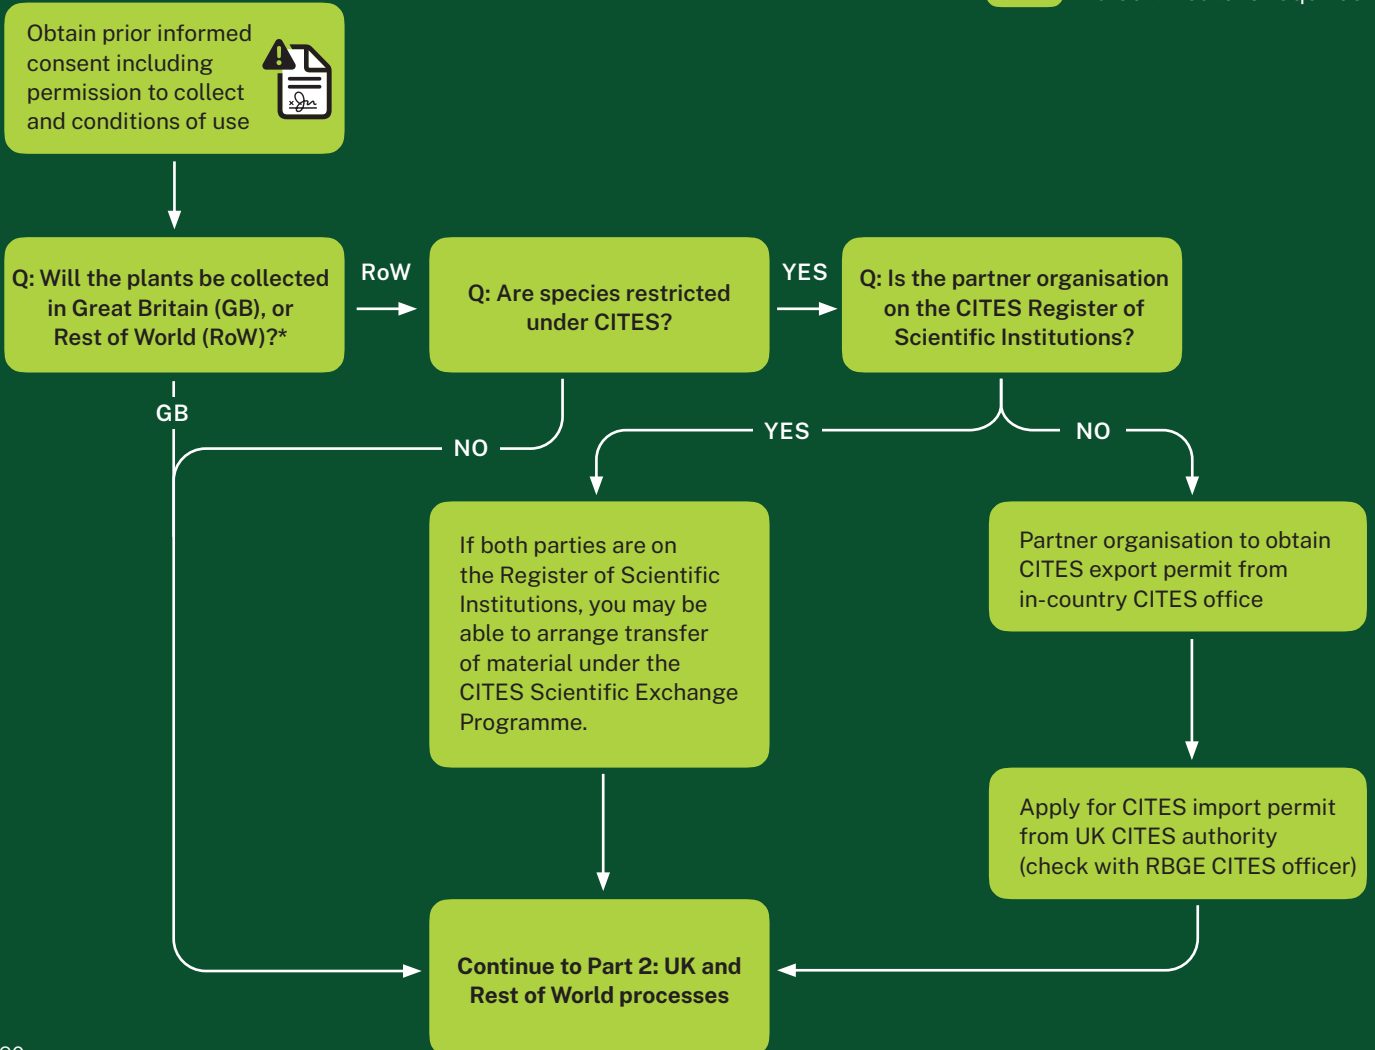 Obtain prior informed
consent including
permission to collect
and conditions of use
Q: Will the plants be collected
in Great Britain (GB), or
Rest of World (RoW)?*
RoW
Q: Are species restricted
under CITES?
YES
Q: Is the partner organisation
on the CITES Register of
Scientific Institutions?
GB
NO
YES
NO
If both parties are on
the Register of Scientific
Institutions, you may be
able to arrange transfer
of material under the
CITES Scientific Exchange
Programme.
Partner organisation to obtain
CITES export permit from
in-country CITES office
Apply for CITES import permit
from UK CITES authority
(check with RBGE CITES officer)
Continue to Part 2: UK and
Rest of World processes